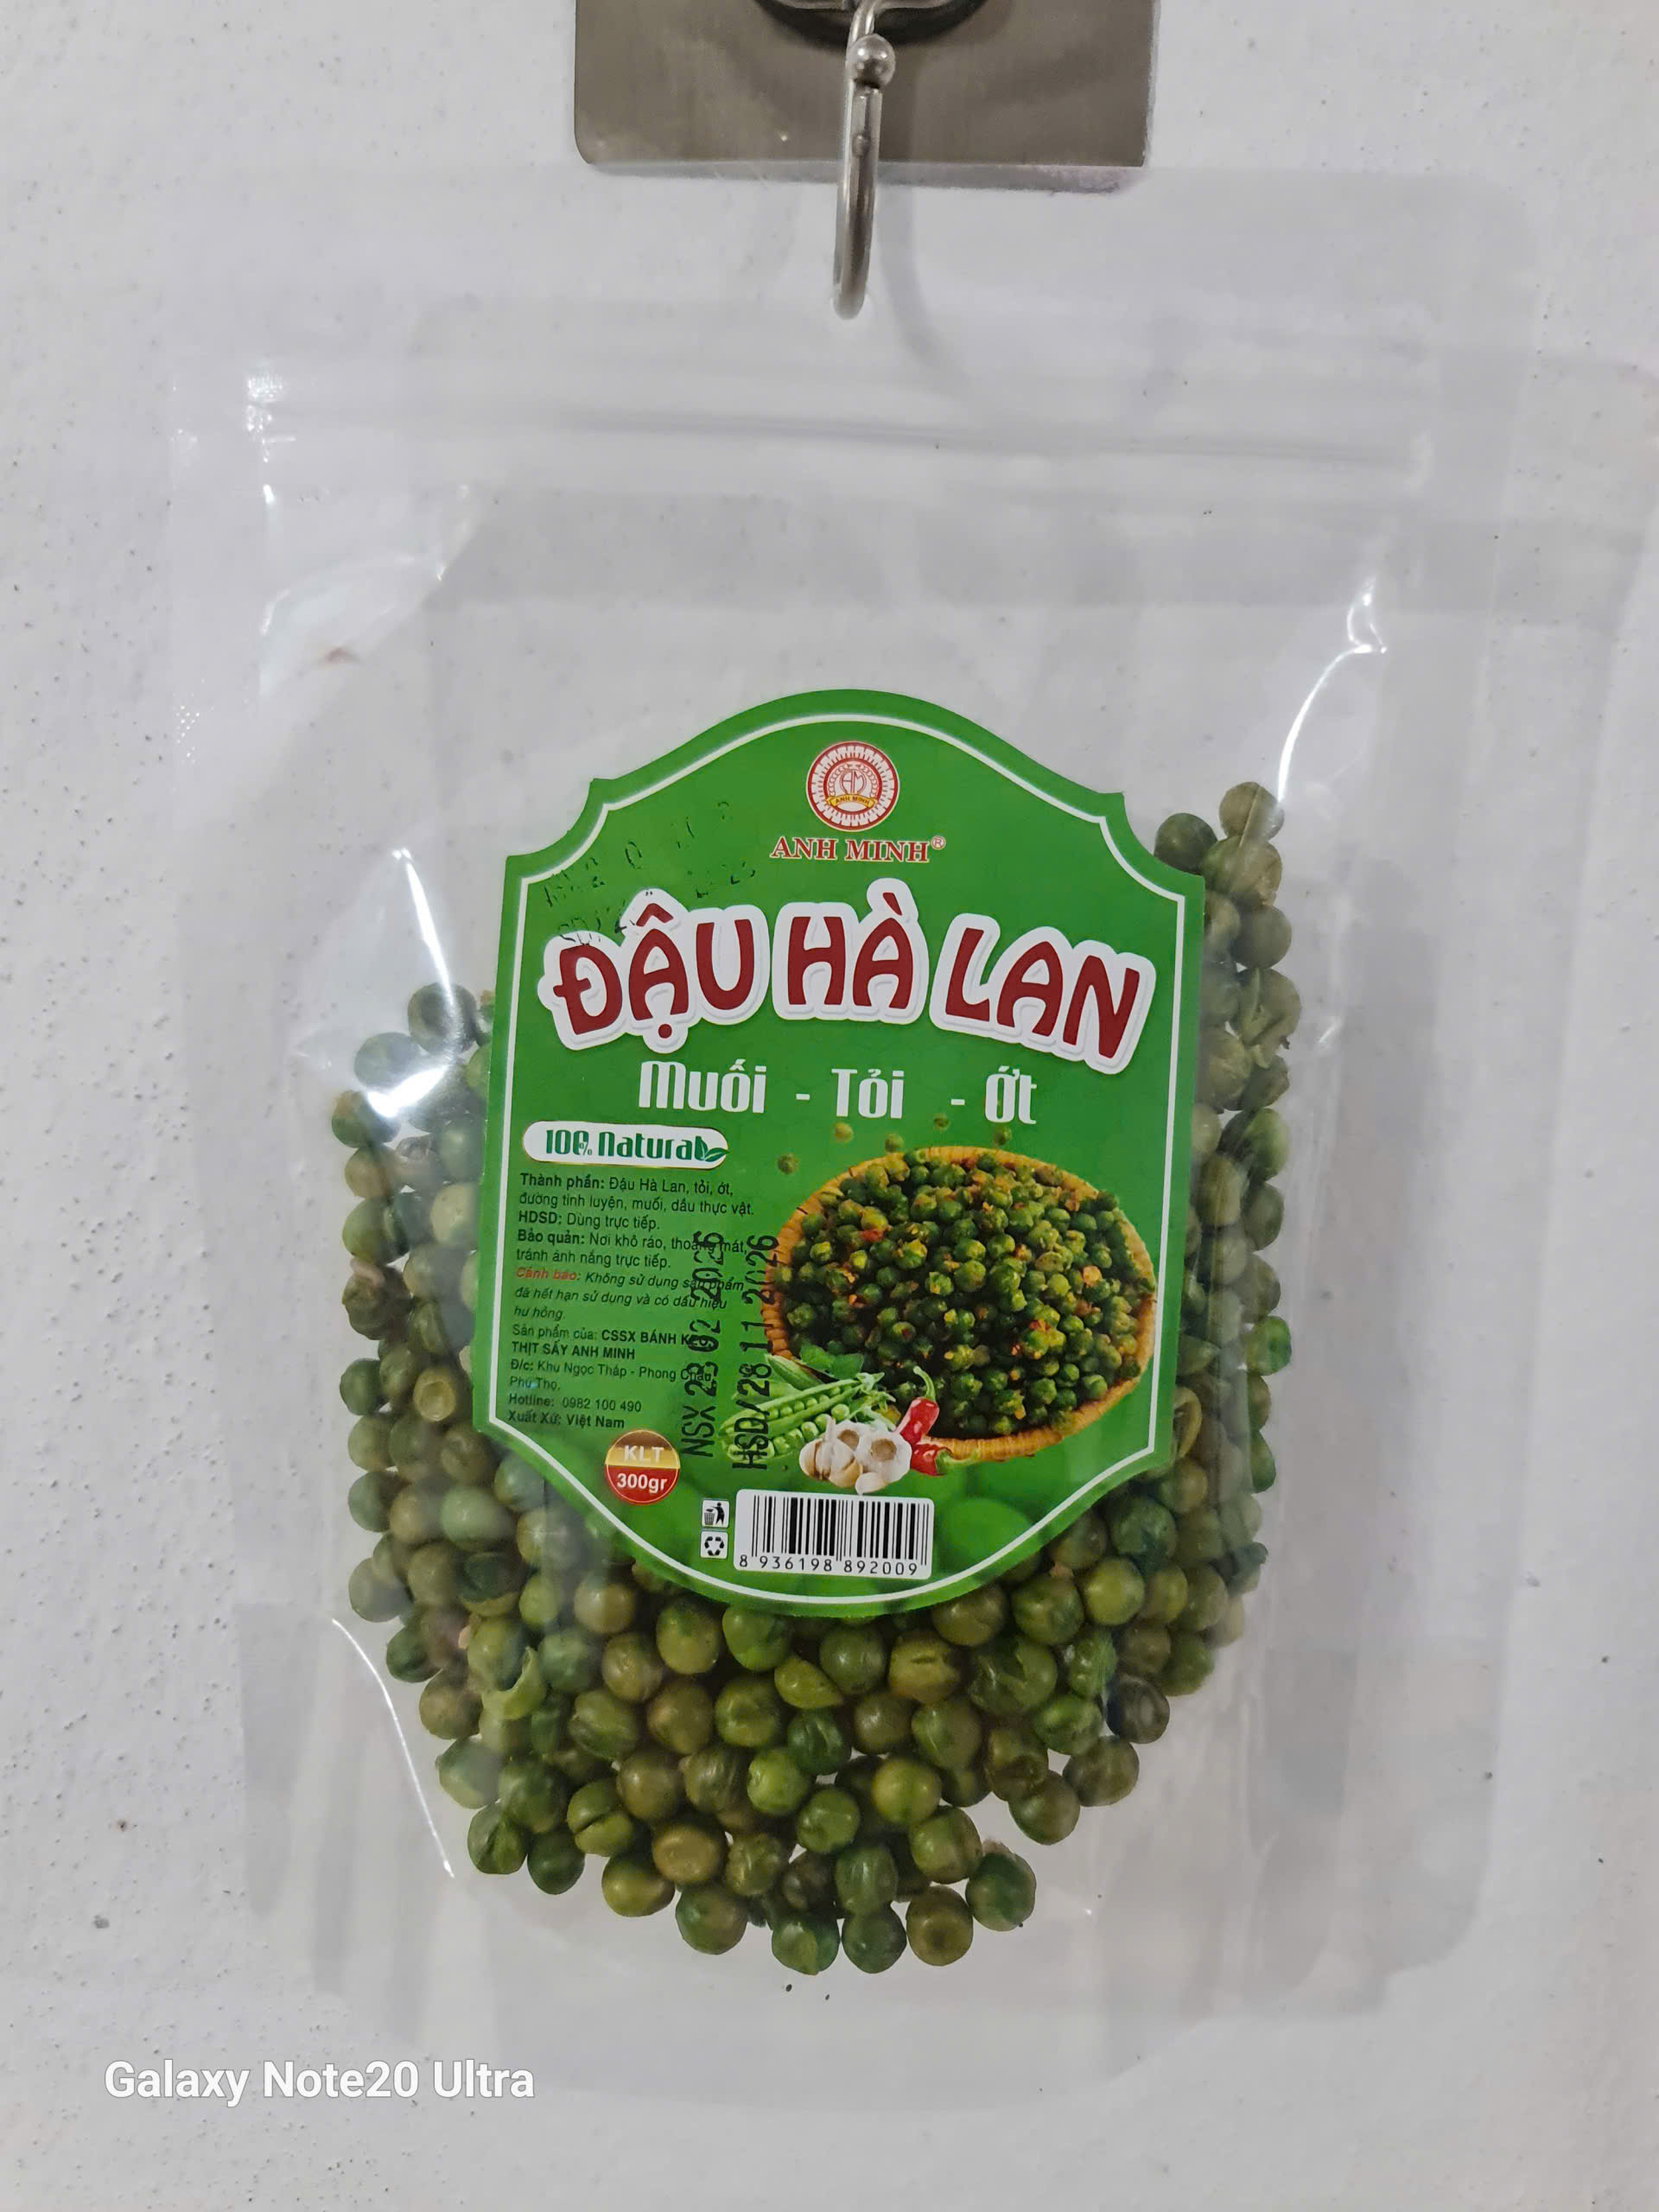 ANH MINH
ANH MINH®
ĐẬU HÀ LAN
Muối - Tỏi - Ớt
100% Natural
Thành phần: Đậu Hà Lan, tỏi, ớt,
đường tinh luyện, muối, dầu thực vật.
HDSD: Dùng trực tiếp.
Bảo quản: Nơi khô ráo, thoáng mát,
tránh ánh nắng trực tiếp.
Cảnh báo: Không sử dụng sản phẩm
đã hết hạn sử dụng và có dấu hiệu
hư hỏng.
Sản phẩm của: CSSX BÁNH KẸO
THỊT SẤY ANH MINH
Đ/c: Khu Ngọc Tháp - Phong Châu
Phú Thọ.
Hotline: 0982 100 490
Xuất Xứ: Việt Nam
NSX 28 02 2026
HSD/28 11 2026
KLT
300gr
8 936198 892009
Galaxy Note20 Ultra